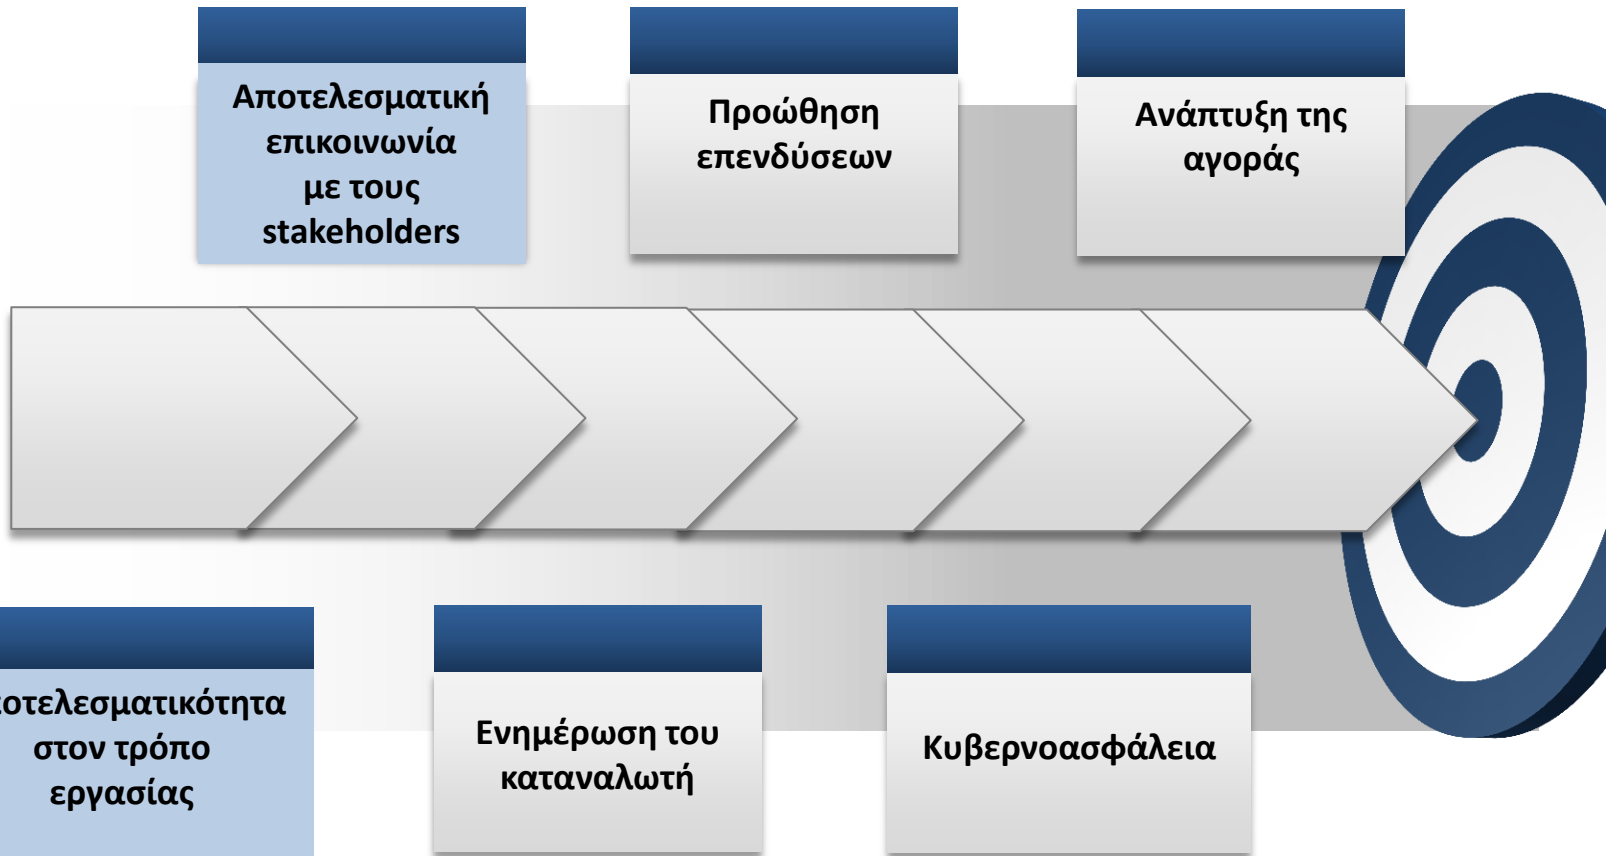 Αποτελεσματική
επικοινωνία
με τους
stakeholders
Προώθηση
επενδύσεων
Ανάπτυξη της
αγοράς
στον τρόπο
εργασίας
Ενημέρωση του
καταναλωτή
Κυβερνοασφάλεια